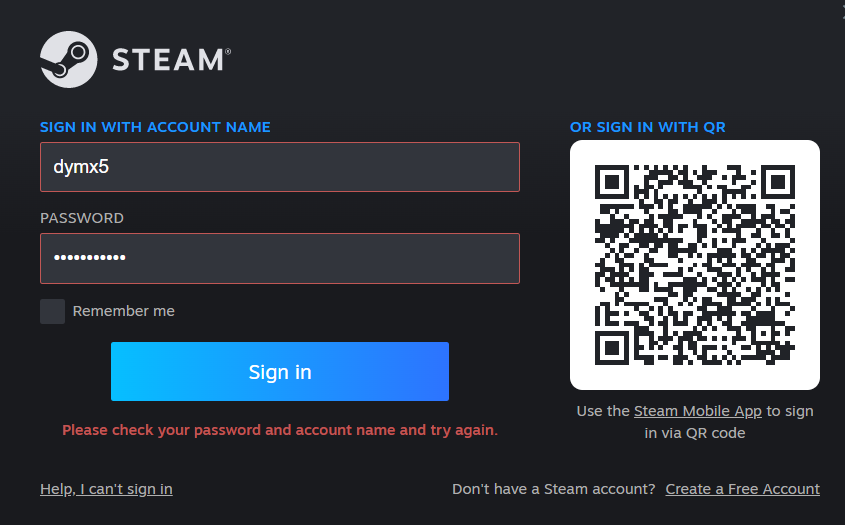 STEAM®
SIGN IN WITH ACCOUNT NAME
dymx5
PASSWORD
•••••••••••
Remember me
Sign in
Please check your password and account name and try again.
Help, I can't sign in
OR SIGN IN WITH QR
Use the Steam Mobile App to sign
in via QR code
Don't have a Steam account? Create a Free Account